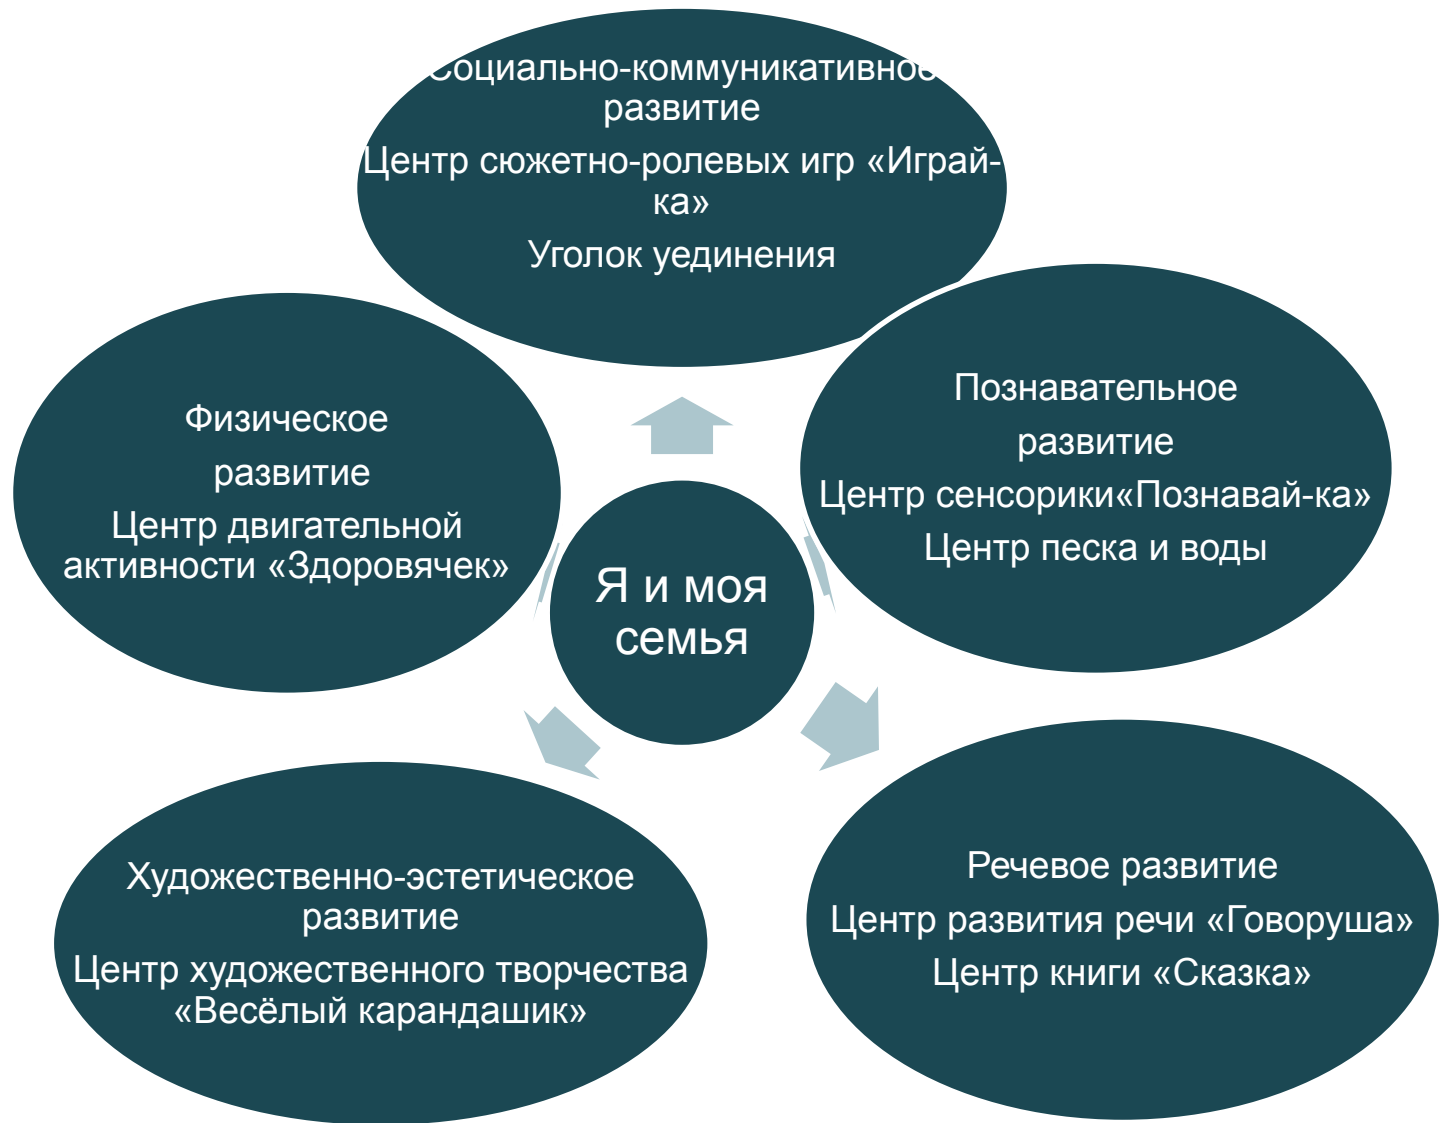 Социально-коммуникативное
развитие
Центр сюжетно-ролевых игр «Играй-
ка»
Уголок уединения
Познавательное
развитие
Центр сенсорики«Познавай-ка»
Центр песка и воды
Физическое
развитие
Центр двигательной
активности «Здоровячек»
Я и моя
семья
Речевое развитие
Центр развития речи «Говоруша»
Центр книги «Сказка»
Художественно-эстетическое
развитие
Центр художественного творчества
«Весёлый карандашик»